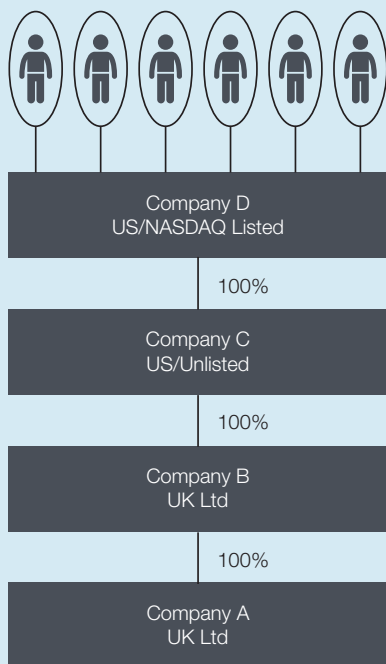 Company D
US/NASDAQ Listed
100%
Company C
US/Unlisted
100%
Company B
UK Ltd
100%
Company A
UK Ltd